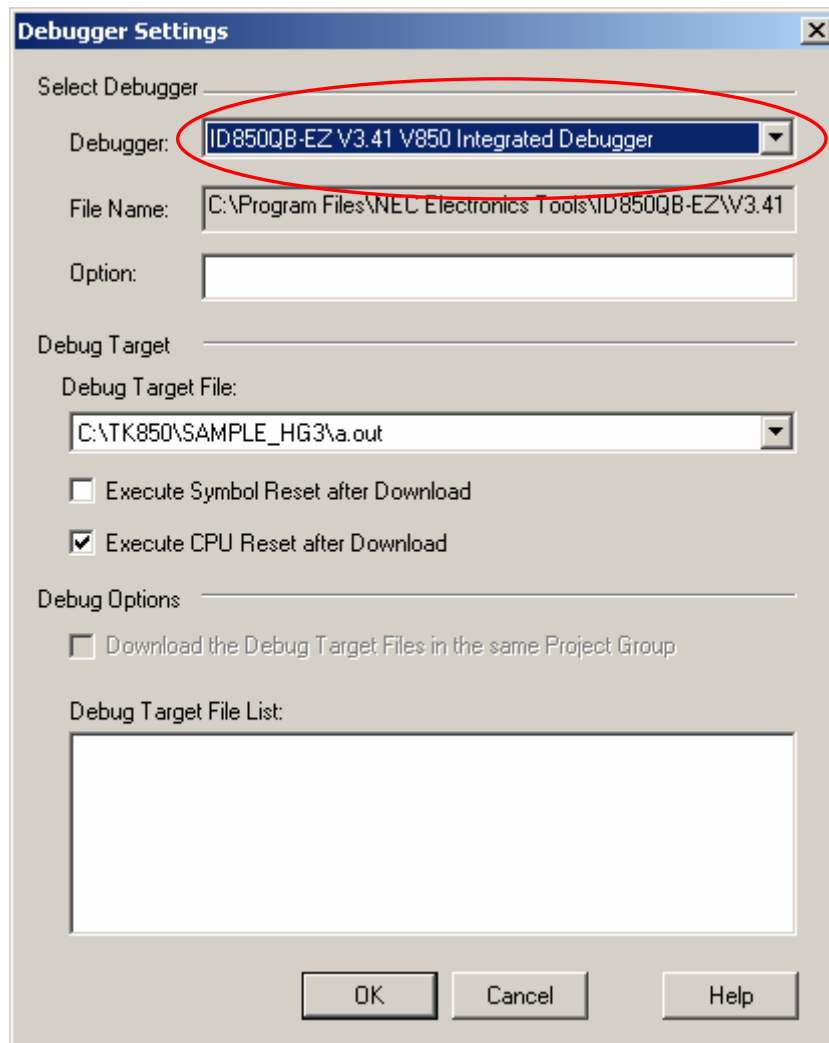 Debugger Settings
Select Debugger
Debugger: ID850QB-EZ V3.41 V850 Integrated Debugger
File Name: C:\Program Files\NEC Electronics Tools\ID850QB-EZ\V3.41
Option:
Debug Target
Debug Target File:
C:\TK850\SAMPLE_HG3\a.out
Execute Symbol Reset after Download
Execute CPU Reset after Download
Debug Options
Download the Debug Target Files in the same Project Group
Debug Target File List:
OK Cancel Help